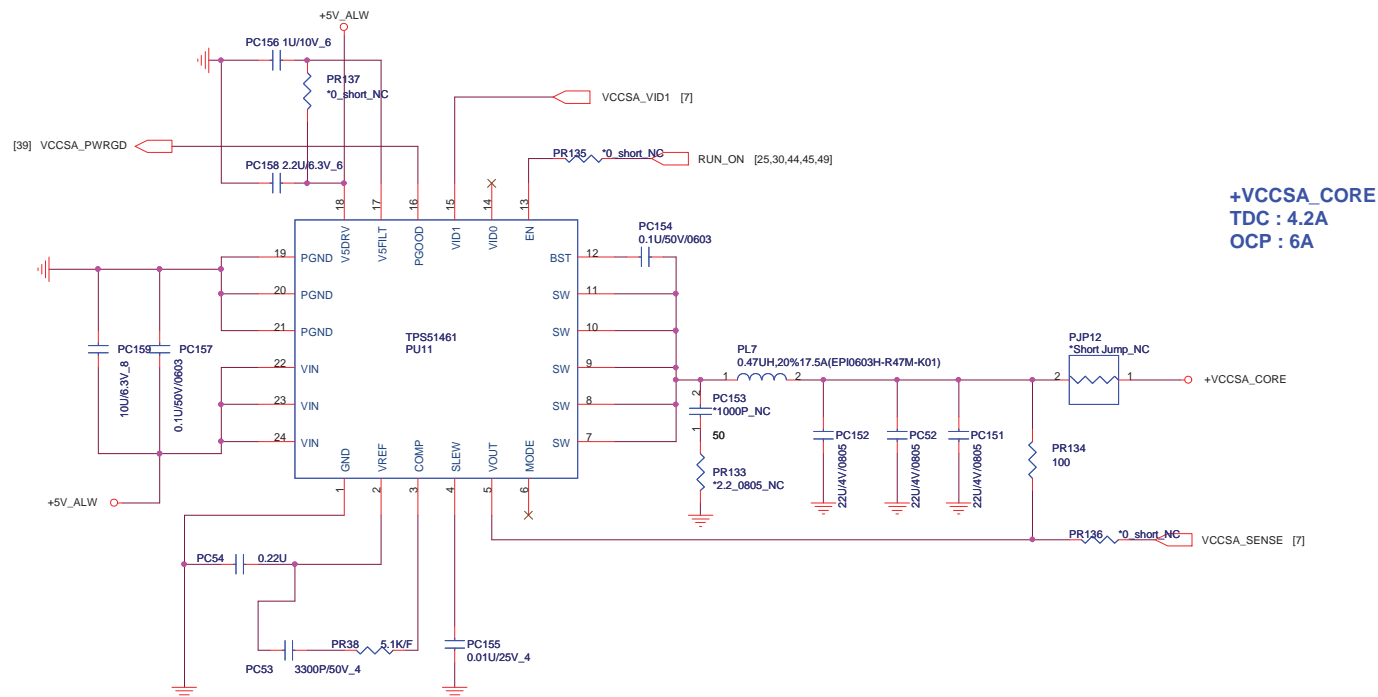 +5V_ALW
PC156 1U/10V_6
PR137
*0_short_NC
VCCSA_VID1 [7]
[39] VCCSA_PWRGD
PC158 2.2U/6.3V_6
PR135 *0_short_NC
RUN_ON [25,30,44,45,49]
+VCCSA_CORE
TDC : 4.2A
OCP : 6A
18 17 16 15 14 13
V5DRV V5FILT PGOOD VID1 VID0 EN
PC154
0.1U/50V/0603
19 PGND
20 PGND
21 PGND
22 VIN
23 VIN
24 VIN
BST 12
SW 11
SW 10
SW 9
SW 8
SW 7
TPS51461
PU11
PC159
10U/6.3V_8
PC157
0.1U/50V/0603
PL7
0.47UH,20%17.5A(EPI0603H-R47M-K01)
1 2
PJP12
*Short Jump_NC
2 1
+VCCSA_CORE
2
PC153
*1000P_NC
1 50
PR133
*2.2_0805_NC
PC152
22U/4V/0805
PC52
22U/4V/0805
PC151
22U/4V/0805
PR134
100
GND VREF COMP SLEW VOUT MODE
1 2 3 4 5 6
+5V_ALW
PR136 *0_short_NC
VCCSA_SENSE [7]
PC54 0.22U
PR38 5.1K/F
PC53 3300P/50V_4
PC155
0.01U/25V_4